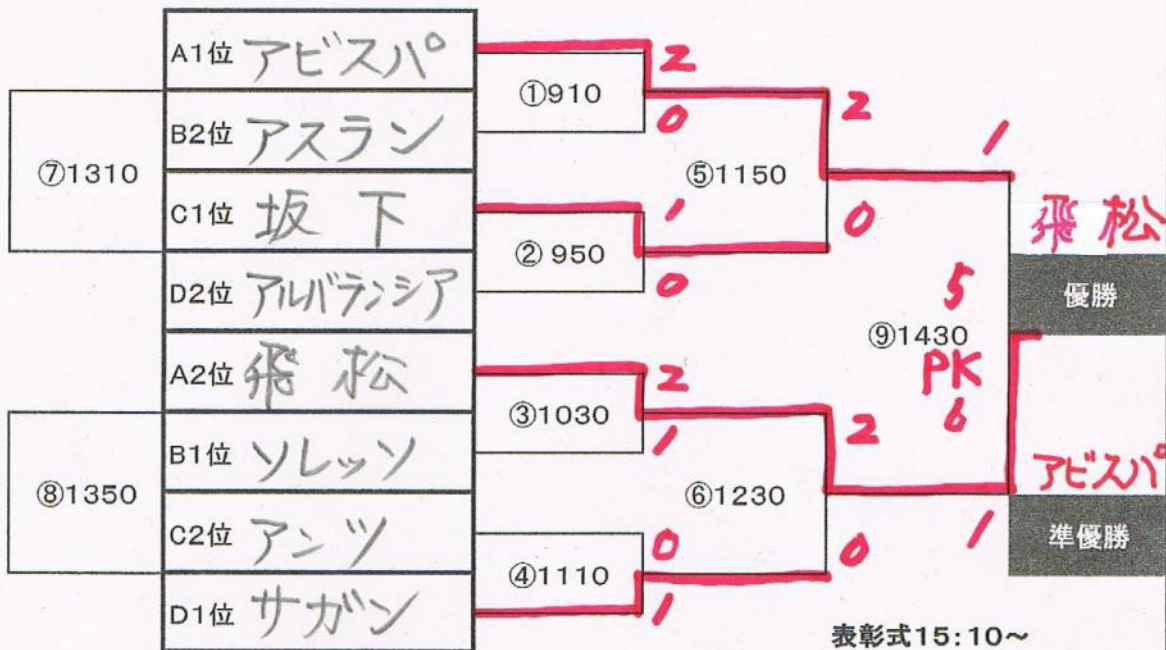 A1位 アビスパ
B2位 アスラン
C1位 坂下
D2位 アルバランシア
A2位 飛松
B1位 ソレッソ
C2位 アンツ
D1位 サガン
⑦1310
⑧1350
①910
2
0
② 950
1
0
③1030
2
1
④1110
0
1
⑤1150
2
0
⑥1230
2
0
⑨1430
1
5
PK
6
1
飛松
優勝
アビスパ
準優勝
表彰式15:10~